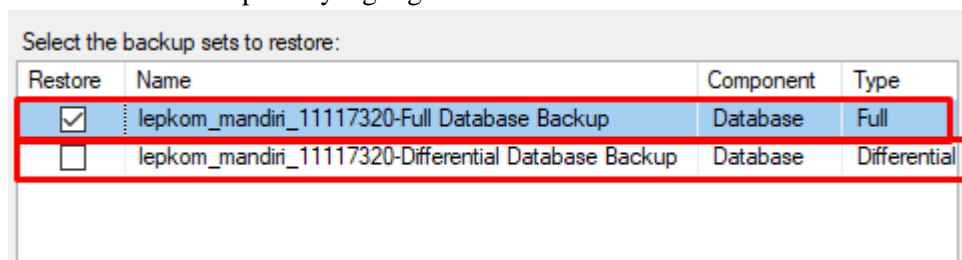 Select the backup sets to restore:
Restore Name Component Type
lepkom_mandiri_11117320-Full Database Backup Database Full
lepkom_mandiri_11117320-Differential Database Backup Database Differential